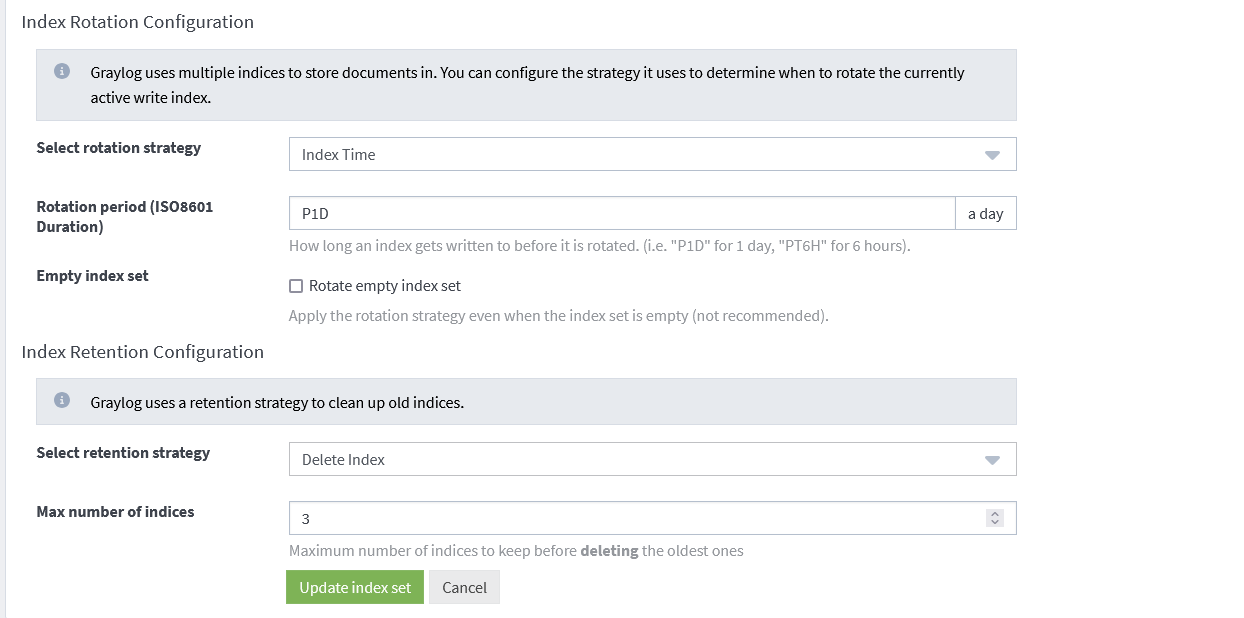 Index Rotation Configuration
Graylog uses multiple indices to store documents in. You can configure the strategy it uses to determine when to rotate the currently
active write index.
Select rotation strategy
Index Time
Rotation period (ISO8601
Duration)
P1D
a day
How long an index gets written to before it is rotated. (i.e. "P1D" for 1 day, "PT6H" for 6 hours).
Empty index set
Rotate empty index set
Apply the rotation strategy even when the index set is empty (not recommended).
Index Retention Configuration
Graylog uses a retention strategy to clean up old indices.
Select retention strategy
Delete Index
Max number of indices
3
Maximum number of indices to keep before deleting the oldest ones
Update index set
Cancel